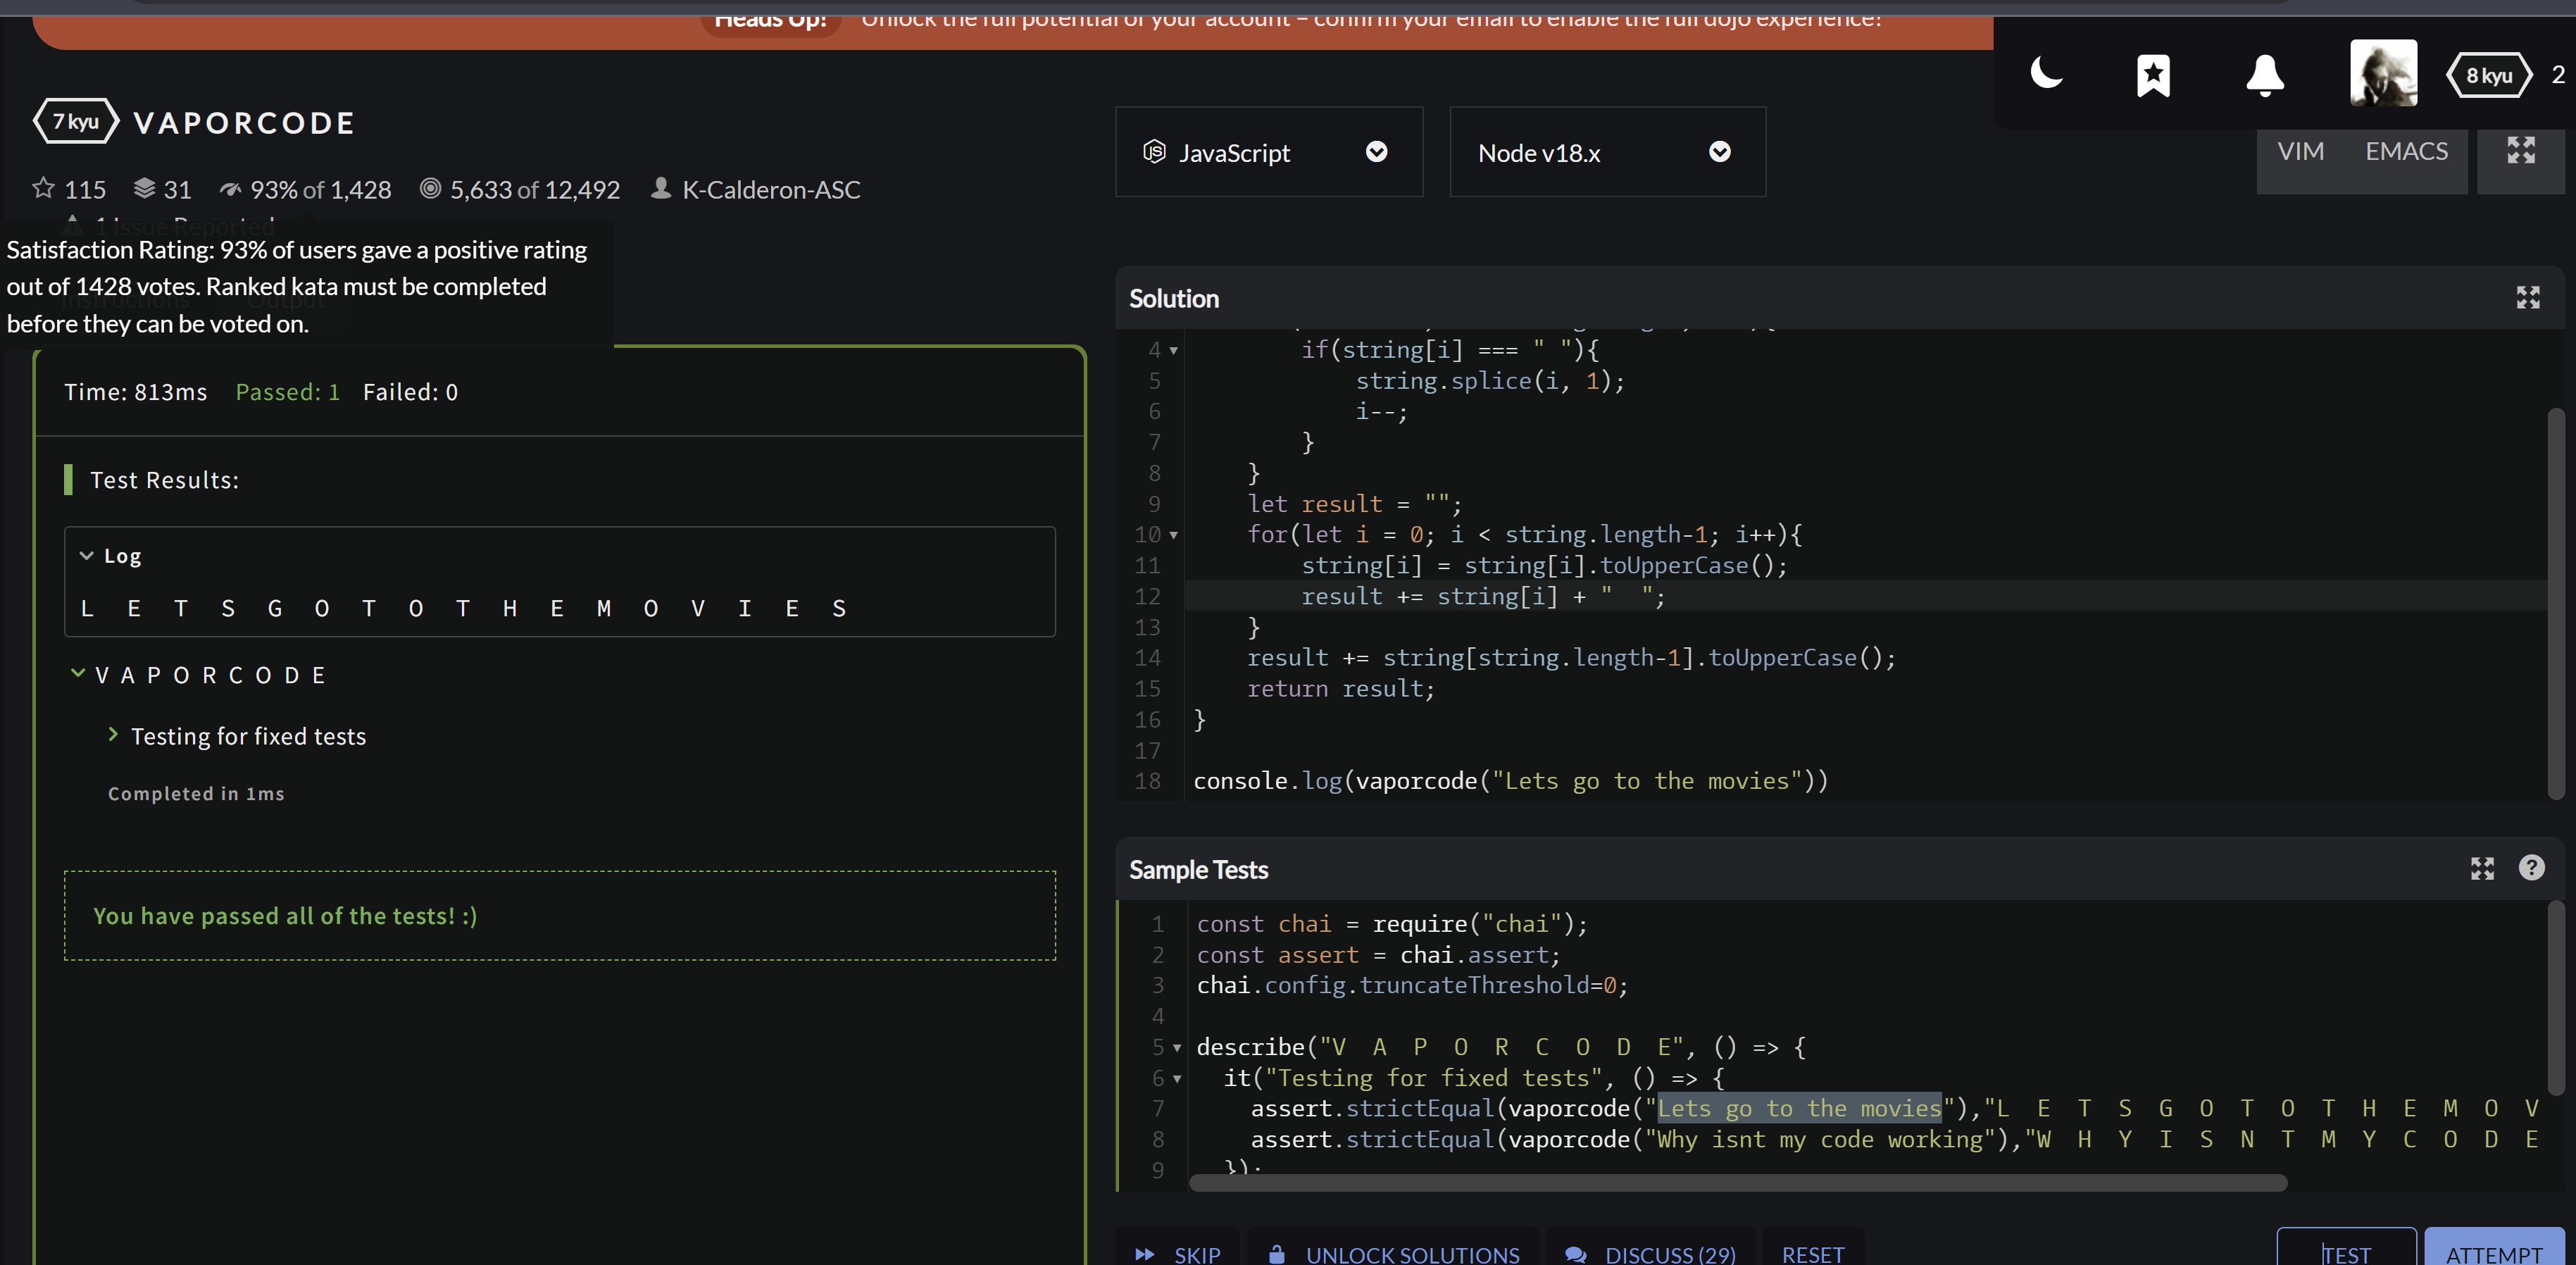 Heads Up! Unlock the full potential of your account – confirm your email to enable the full dojo experience!
7 kyu VAPORCODE
115 31 93% of 1,428 5,633 of 12,492 K-Calderon-ASC
1 Issue Reported
Satisfaction Rating: 93% of users gave a positive rating
out of 1428 votes. Ranked kata must be completed
before they can be voted on.
Time: 813ms Passed: 1 Failed: 0
Test Results:
Log
L  E  T  S  G  O  T  O  T  H  E  M  O  V  I  E  S
V A P O R C O D E
Testing for fixed tests
Completed in 1ms
You have passed all of the tests! :)
JavaScript
Node v18.x
8 kyu 2
VIM EMACS
Solution
4 if(string[i] === " "){
5 string.splice(i, 1);
6 i--;
7 }
8 }
9 let result = "";
10 for(let i = 0; i < string.length-1; i++){
11 string[i] = string[i].toUpperCase();
12 result += string[i] + "  ";
13 }
14 result += string[string.length-1].toUpperCase();
15 return result;
16 }
17
18 console.log(vaporcode("Lets go to the movies"))
Sample Tests
1 const chai = require("chai");
2 const assert = chai.assert;
3 chai.config.truncateThreshold=0;
4
5 describe("V  A  P  O  R  C  O  D  E", () => {
6 it("Testing for fixed tests", () => {
7 assert.strictEqual(vaporcode("Lets go to the movies"),"L  E  T  S  G  O  T  O  T  H  E  M  O  V
8 assert.strictEqual(vaporcode("Why isnt my code working"),"W  H  Y  I  S  N  T  M  Y  C  O  D  E
9 });
SKIP UNLOCK SOLUTIONS DISCUSS (29) RESET TEST ATTEMPT